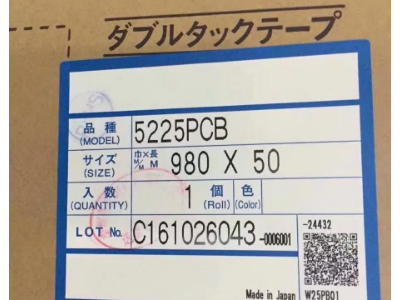 ダブルタックテープ
品種 (MODEL) 5225PCB
サイズ (SIZE) 巾×長 M/M M 980 X 50
入数 (QUANTITY) 1 個 (Roll) 色 (Color)
LOT No. C161026043-0006001
-24432
Made in Japan W25PB01